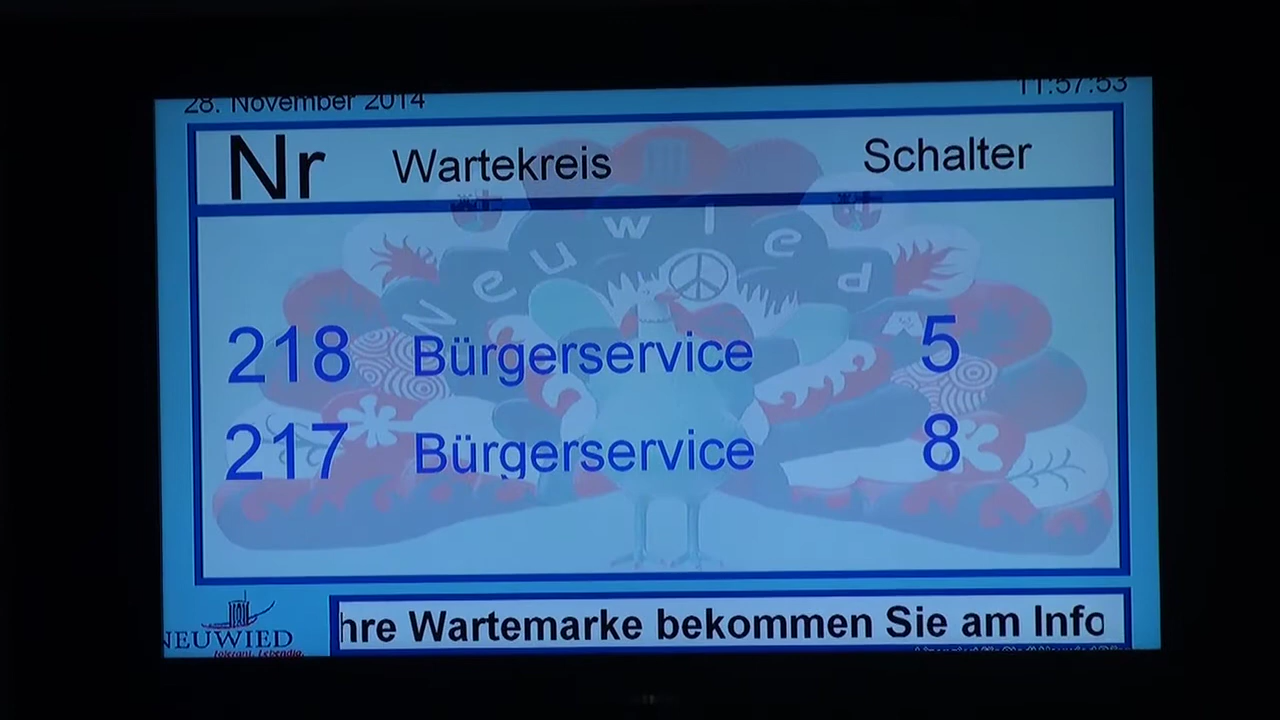 28. November 2014 11:57:53
Nr Wartekreis Schalter
Neuwied
218 Bürgerservice 5
217 Bürgerservice 8
NEUWIED
hre Wartemarke bekommen Sie am Info